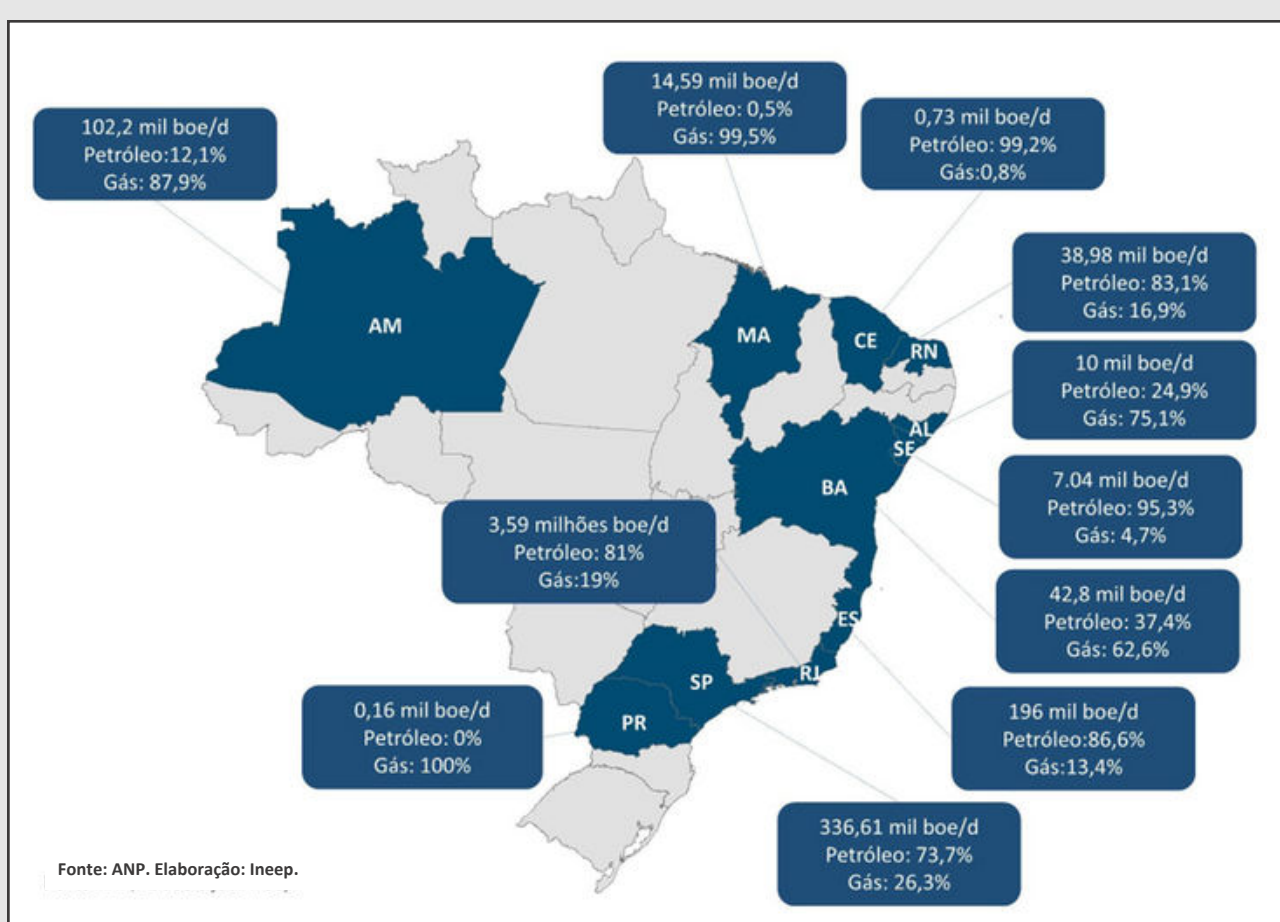 14,59 mil boe/d
Petróleo: 0,5%
Gás: 99,5%
102,2 mil boe/d
Petróleo:12,1%
Gás: 87,9%
0,73 mil boe/d
Petróleo: 99,2%
Gás:0,8%
38,98 mil boe/d
Petróleo: 83,1%
Gás: 16,9%
AM
MA
CE
RN
10 mil boe/d
Petróleo: 24,9%
Gás: 75,1%
AL
SE
BA
7.04 mil boe/d
Petróleo: 95,3%
Gás: 4,7%
3,59 milhões boe/d
Petróleo: 81%
Gás:19%
42,8 mil boe/d
Petróleo: 37,4%
Gás: 62,6%
ES
RJ
SP
PR
0,16 mil boe/d
Petróleo: 0%
Gás: 100%
196 mil boe/d
Petróleo:86,6%
Gás:13,4%
336,61 mil boe/d
Petróleo: 73,7%
Gás: 26,3%
Fonte: ANP. Elaboração: Ineep.